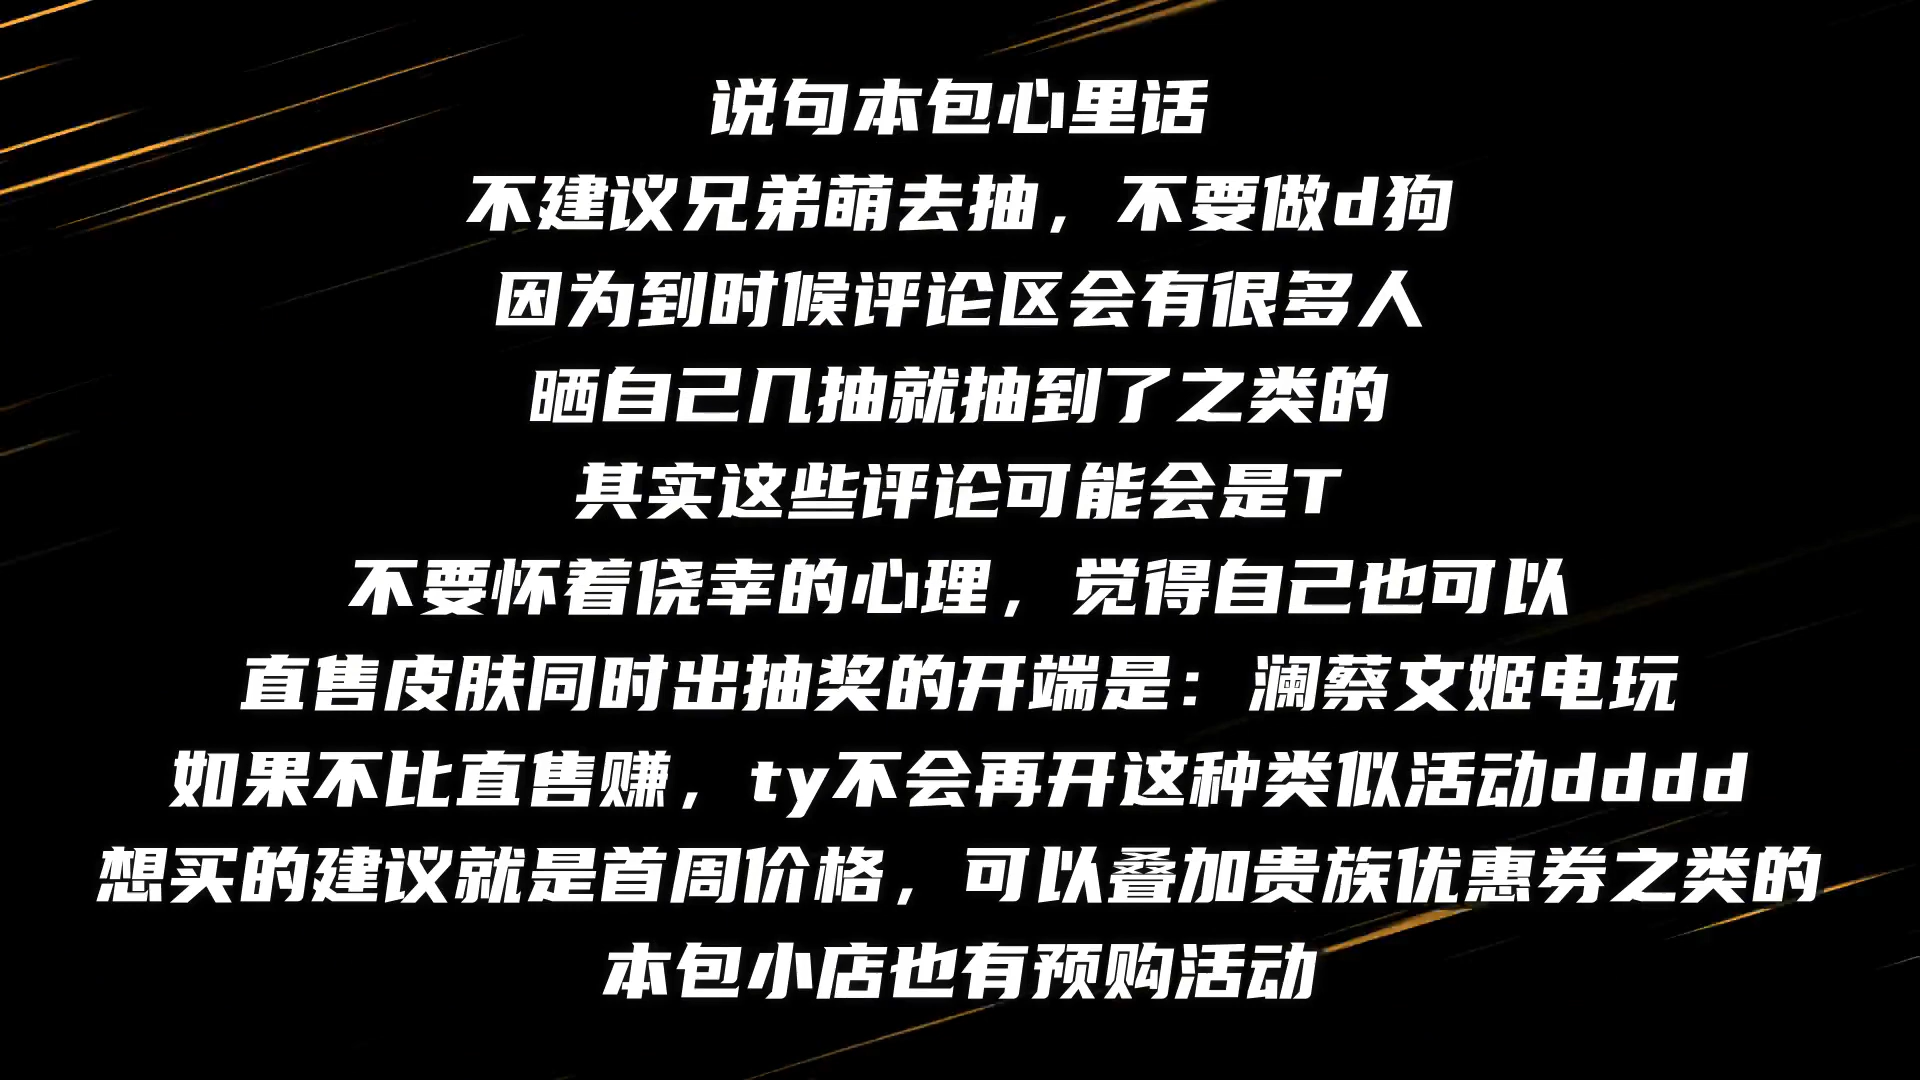 说句本包心里话
不建议兄弟萌去抽，不要做d狗
因为到时候评论区会有很多人
晒自己几抽就抽到了之类的
其实这些评论可能会是T
不要怀着侥幸的心理，觉得自己也可以
直售皮肤同时出抽奖的开端是：澜蔡文姬电玩
如果不比直售赚，ty不会再开这种类似活动dddd
想买的建议就是首周价格，可以叠加贵族优惠券之类的
本包小店也有预购活动